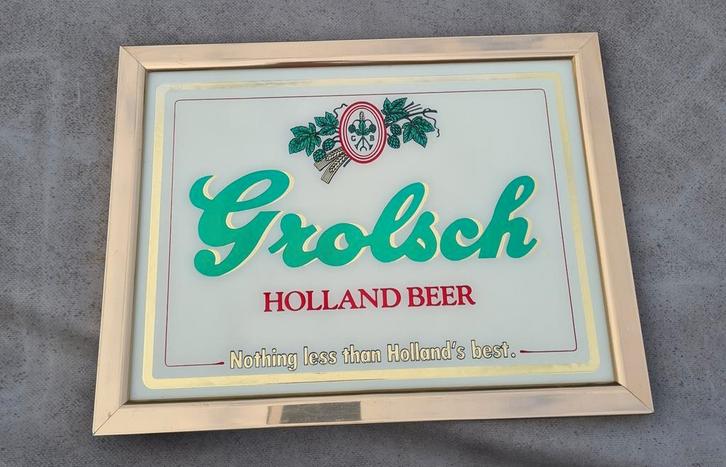 G B
Grolsch
HOLLAND BEER
Nothing less than Holland's best.